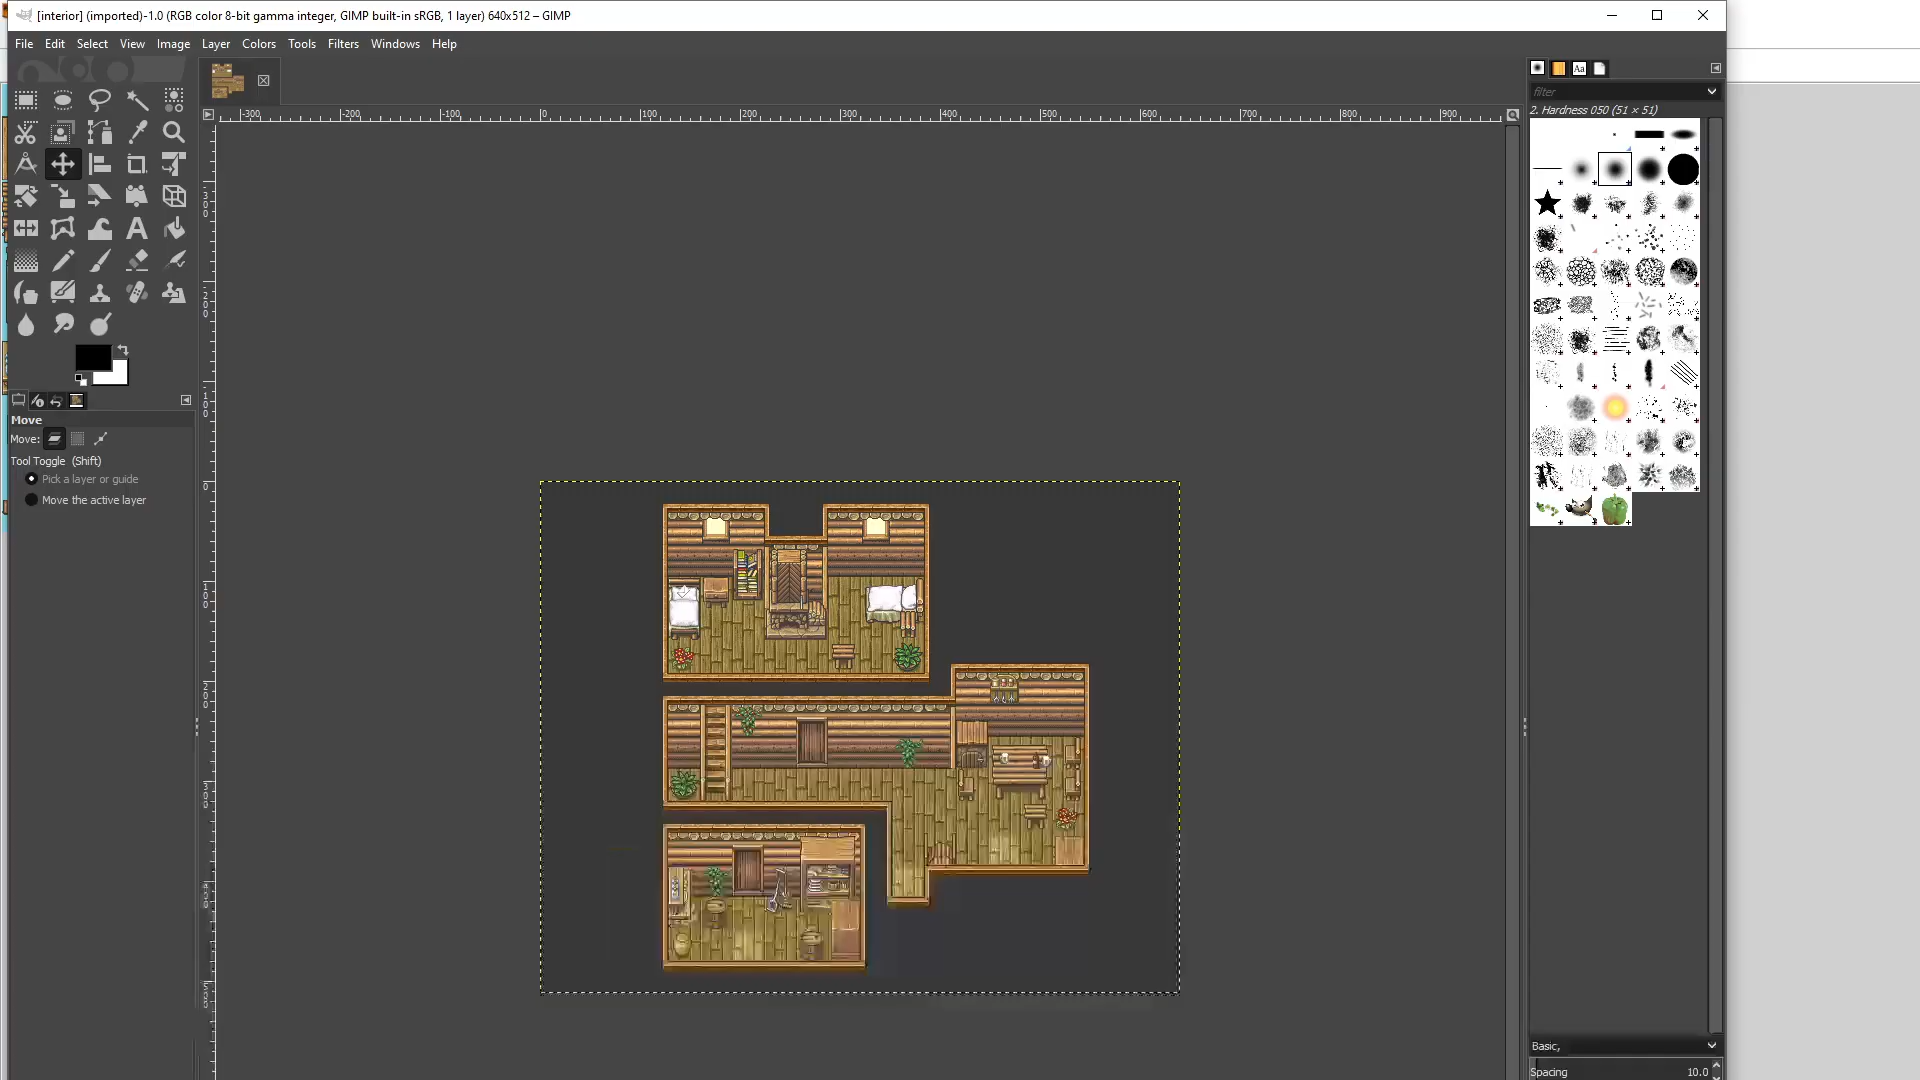 [interior] (imported)-1.0 (RGB color 8-bit gamma integer, GIMP built-in sRGB, 1 layer) 640x512 – GIMP
File Edit Select View Image Layer Colors Tools Filters Windows Help
filter
2. Hardness 050 (51 × 51)
-300 -200 -100 0 100 200 300 400 500 600 700 800 900
Aa
Move
Move:
Tool Toggle (Shift)
Pick a layer or guide
Move the active layer
Basic,
Spacing 10.0